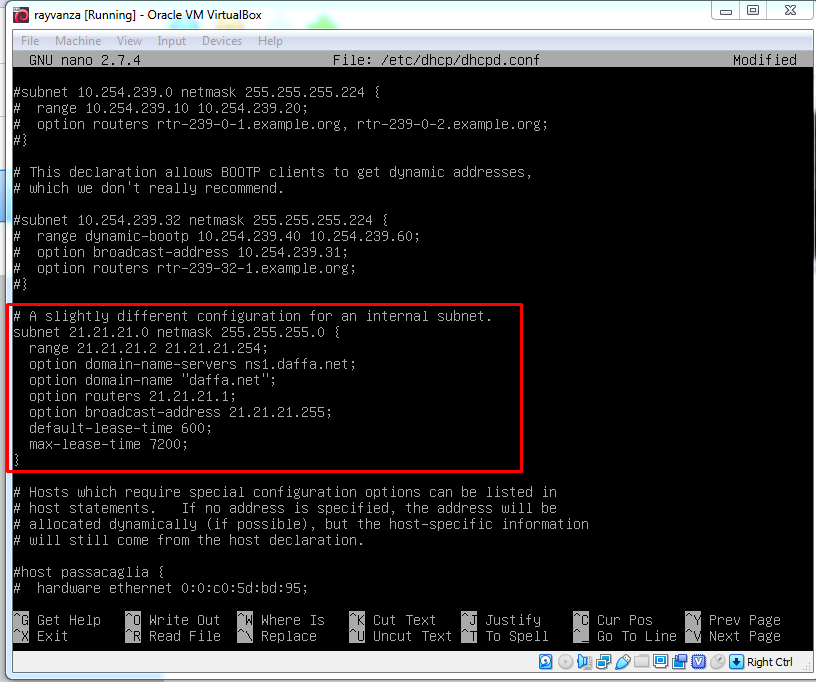 rayvanza [Running] - Oracle VM VirtualBox
File Machine View Input Devices Help
GNU nano 2.7.4 File: /etc/dhcp/dhcpd.conf Modified
#subnet 10.254.239.0 netmask 255.255.255.224 {
#  range 10.254.239.10 10.254.239.20;
#  option routers rtr-239-0-1.example.org, rtr-239-0-2.example.org;
#}
# This declaration allows BOOTP clients to get dynamic addresses,
# which we don't really recommend.
#subnet 10.254.239.32 netmask 255.255.255.224 {
#  range dynamic-bootp 10.254.239.40 10.254.239.60;
#  option broadcast-address 10.254.239.31;
#  option routers rtr-239-32-1.example.org;
#}
# A slightly different configuration for an internal subnet.
subnet 21.21.21.0 netmask 255.255.255.0 {
  range 21.21.21.2 21.21.21.254;
  option domain-name-servers ns1.daffa.net;
  option domain-name "daffa.net";
  option routers 21.21.21.1;
  option broadcast-address 21.21.21.255;
  default-lease-time 600;
  max-lease-time 7200;
}
# Hosts which require special configuration options can be listed in
# host statements.   If no address is specified, the address will be
# allocated dynamically (if possible), but the host-specific information
# will still come from the host declaration.
#host passacaglia {
#  hardware ethernet 0:0:c0:5d:bd:95;
^G Get Help ^O Write Out ^W Where Is ^K Cut Text ^J Justify ^C Cur Pos ^Y Prev Page
^X Exit ^R Read File ^\ Replace ^U Uncut Text ^T To Spell ^_ Go To Line ^V Next Page
Right Ctrl